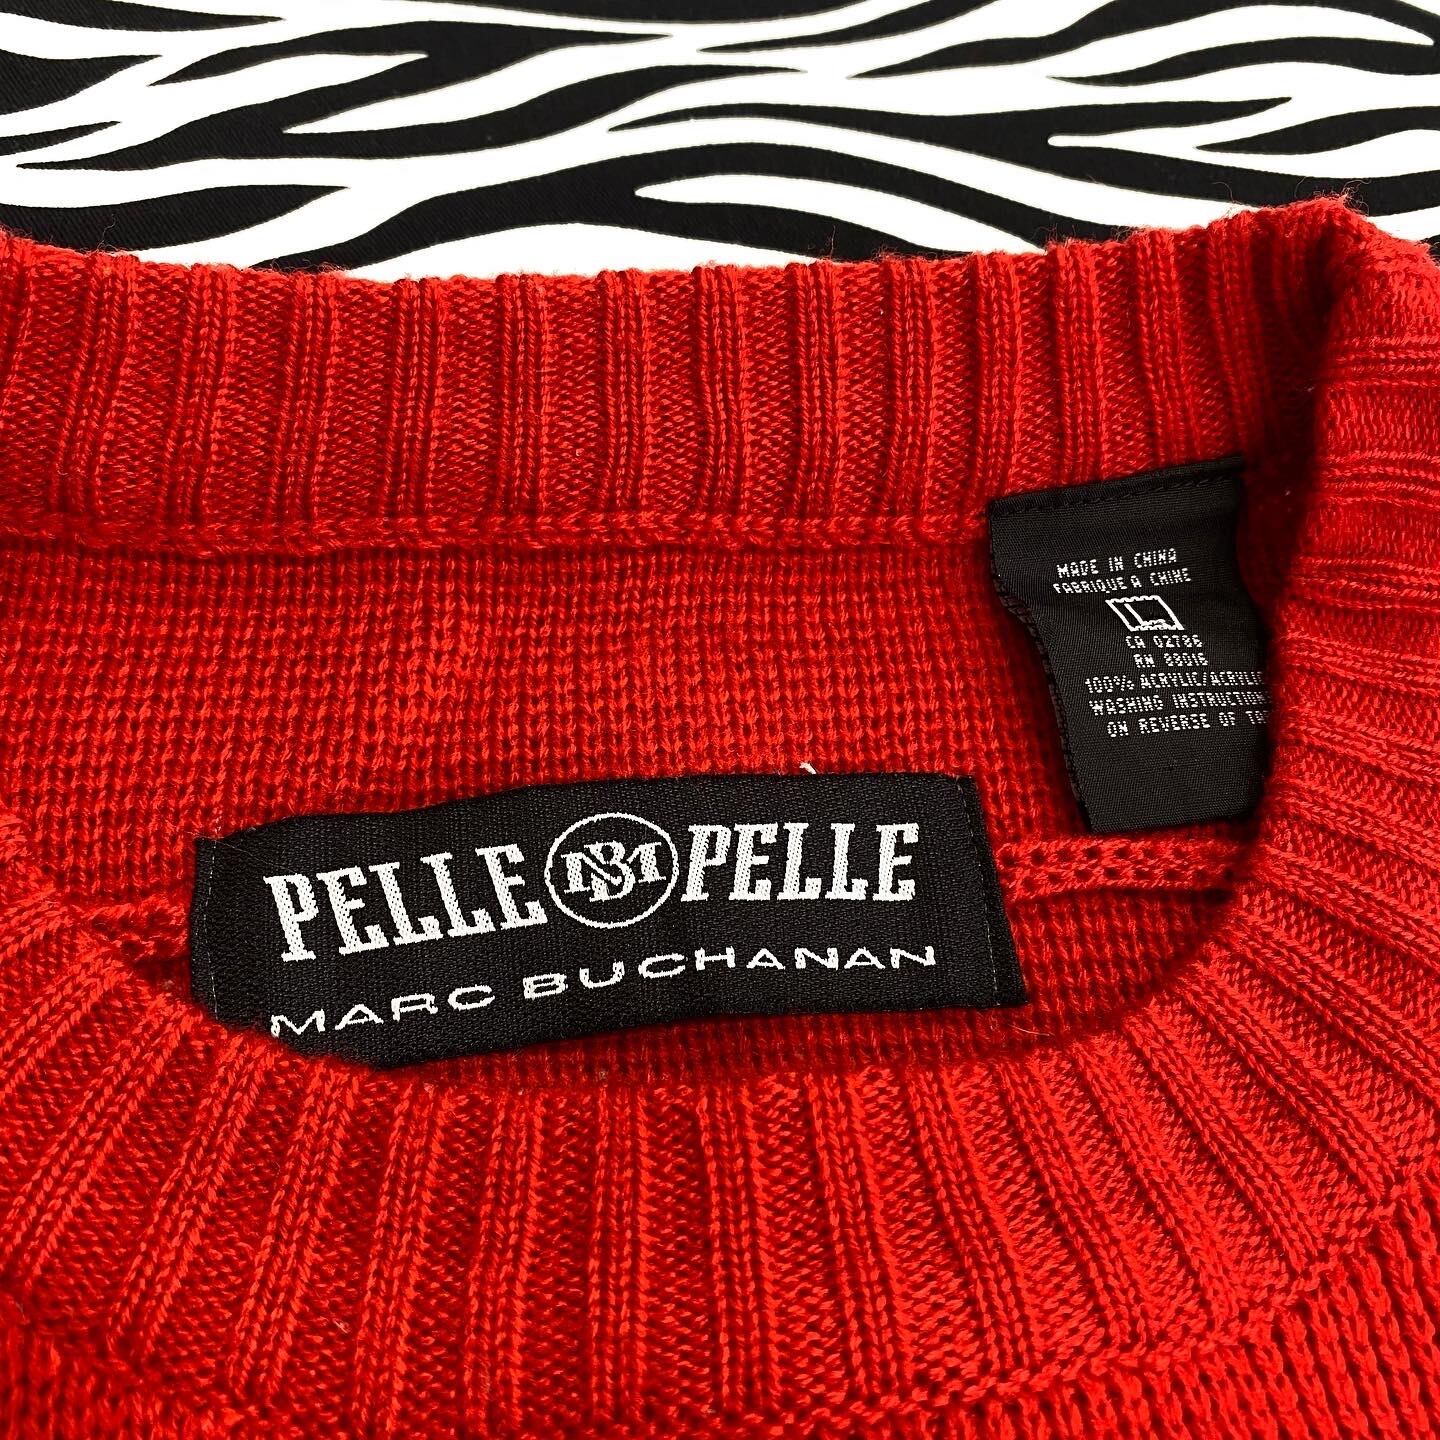 MADE IN CHINA
FABRIQUE A CHINE
L
CA 02786
RN 88016
100% ACRYLIC/ACRYLIC
WASHING INSTRUCTION
ON REVERSE OF
PELLE MB PELLE
MARC BUCHANAN